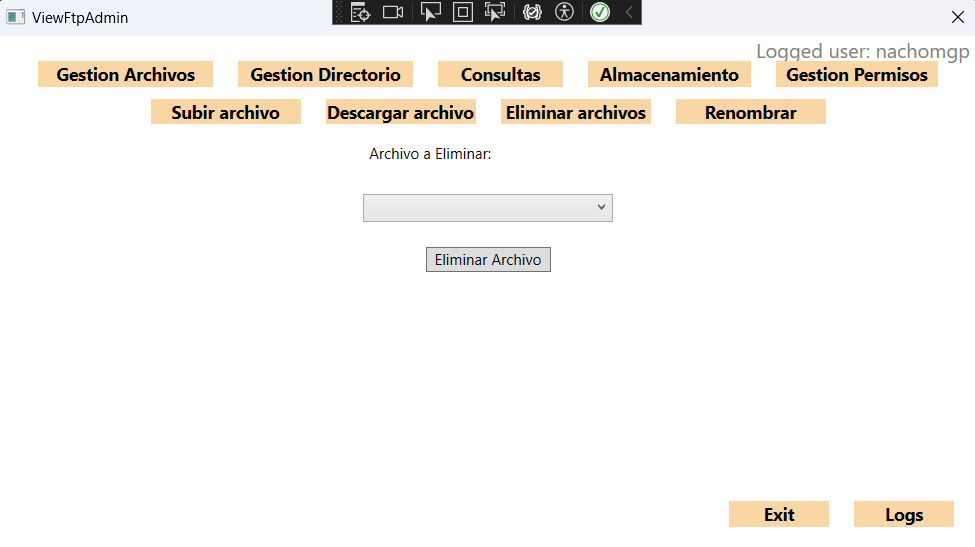 ViewFtpAdmin
Logged user: nachomgp
Gestion Archivos
Gestion Directorio
Consultas
Almacenamiento
Gestion Permisos
Subir archivo
Descargar archivo
Eliminar archivos
Renombrar
Archivo a Eliminar:
Eliminar Archivo
Exit
Logs